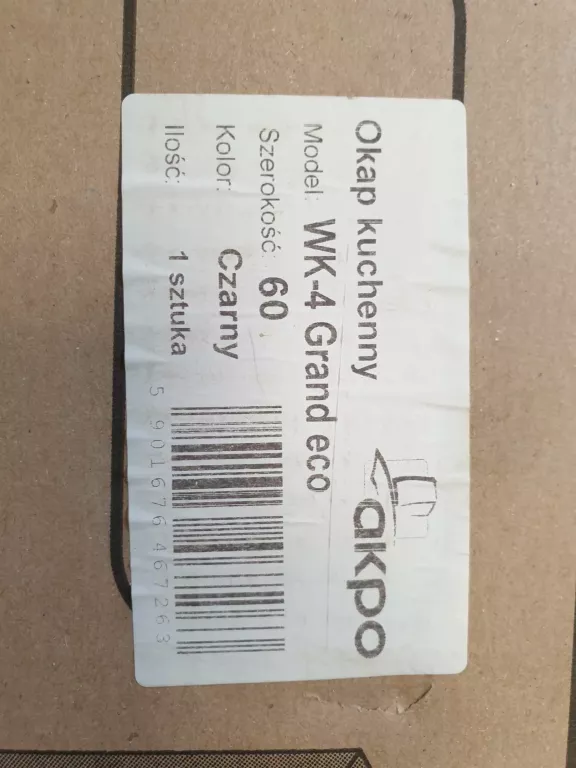 Okap kuchenny
akpo
Model: WK-4 Grand eco
Szerokość: 60
Kolor: Czarny
Ilość: 1 sztuka
5 901676 467263